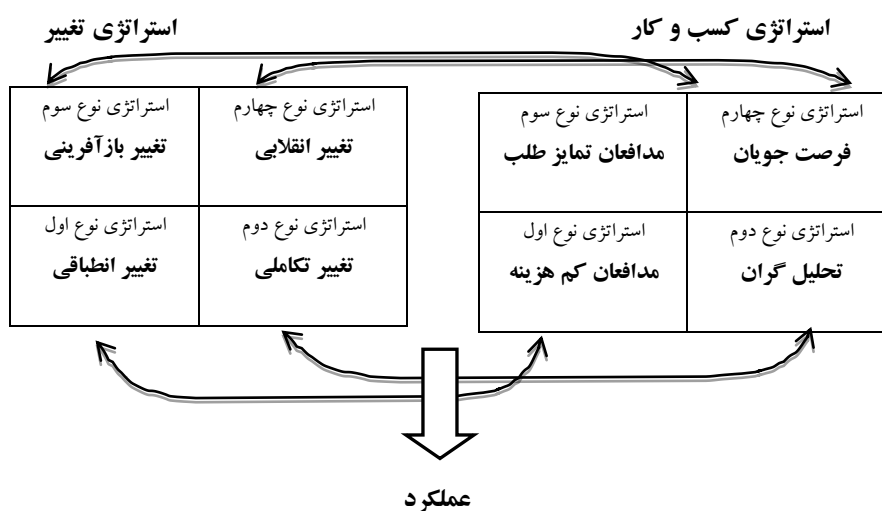 استراتژی کسب و کار
استراتژی تغییر
استراتژی نوع چهارم
فرصت جویان
استراتژی نوع سوم
مدافعان تمایز طلب
استراتژی نوع دوم
تحلیل گران
استراتژی نوع اول
مدافعان کم هزینه
استراتژی نوع چهارم
تغییر انقلابی
استراتژی نوع سوم
تغییر بازآفرینی
استراتژی نوع دوم
تغییر تکاملی
استراتژی نوع اول
تغییر انطباقی
عملکرد